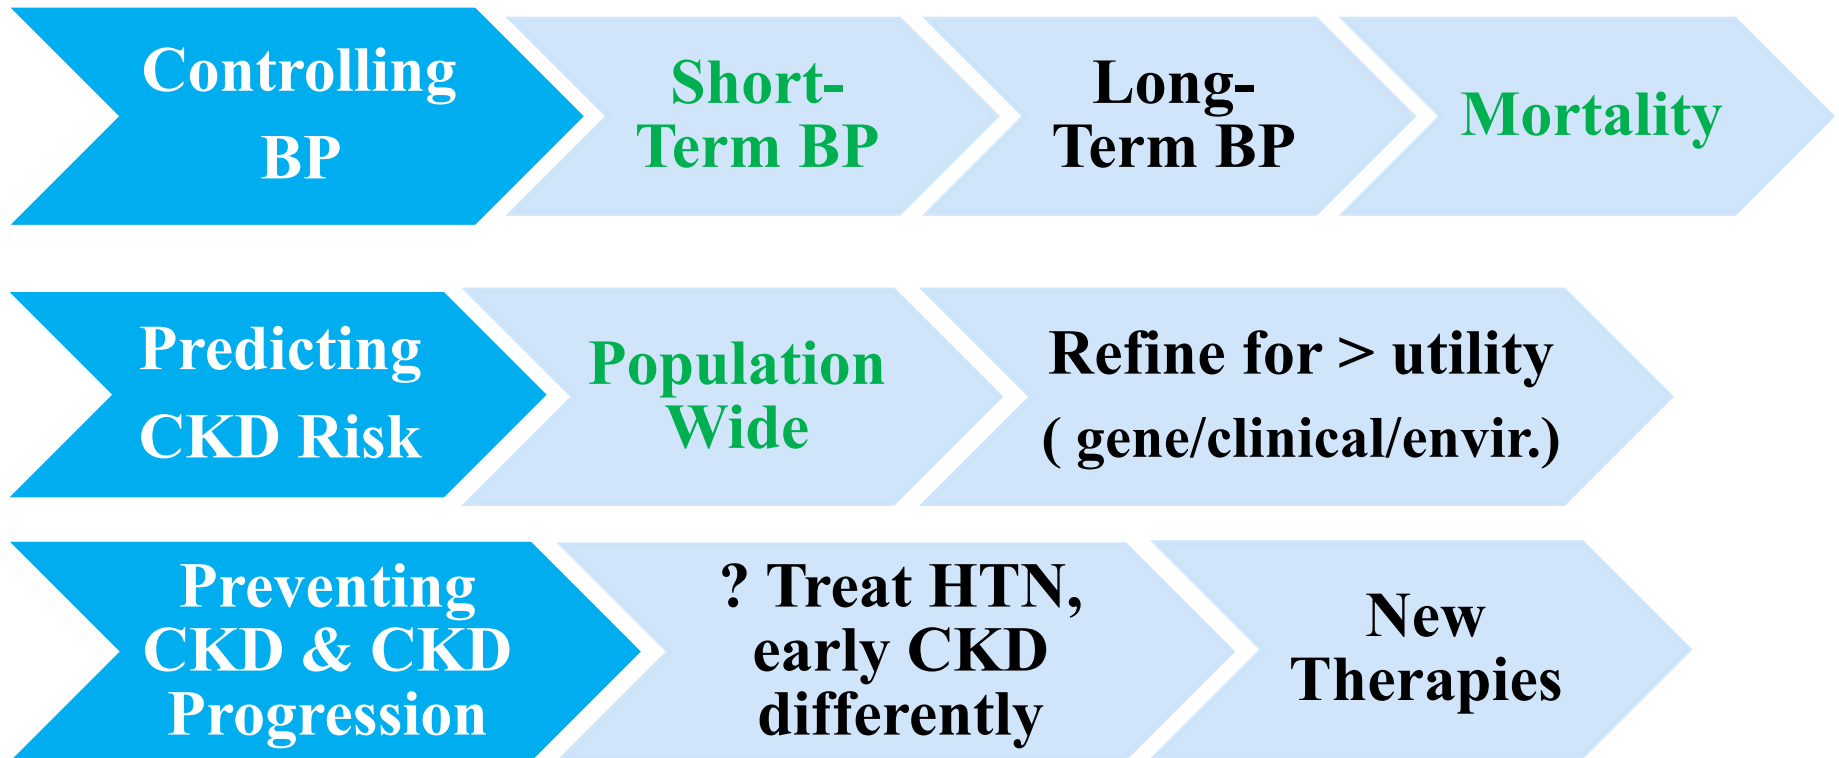 Controlling
BP
Short-
Term BP
Long-
Term BP
Mortality
Predicting
CKD Risk
Population
Wide
Refine for > utility
( gene/clinical/envir.)
Preventing
CKD & CKD
Progression
? Treat HTN,
early CKD
differently
New
Therapies